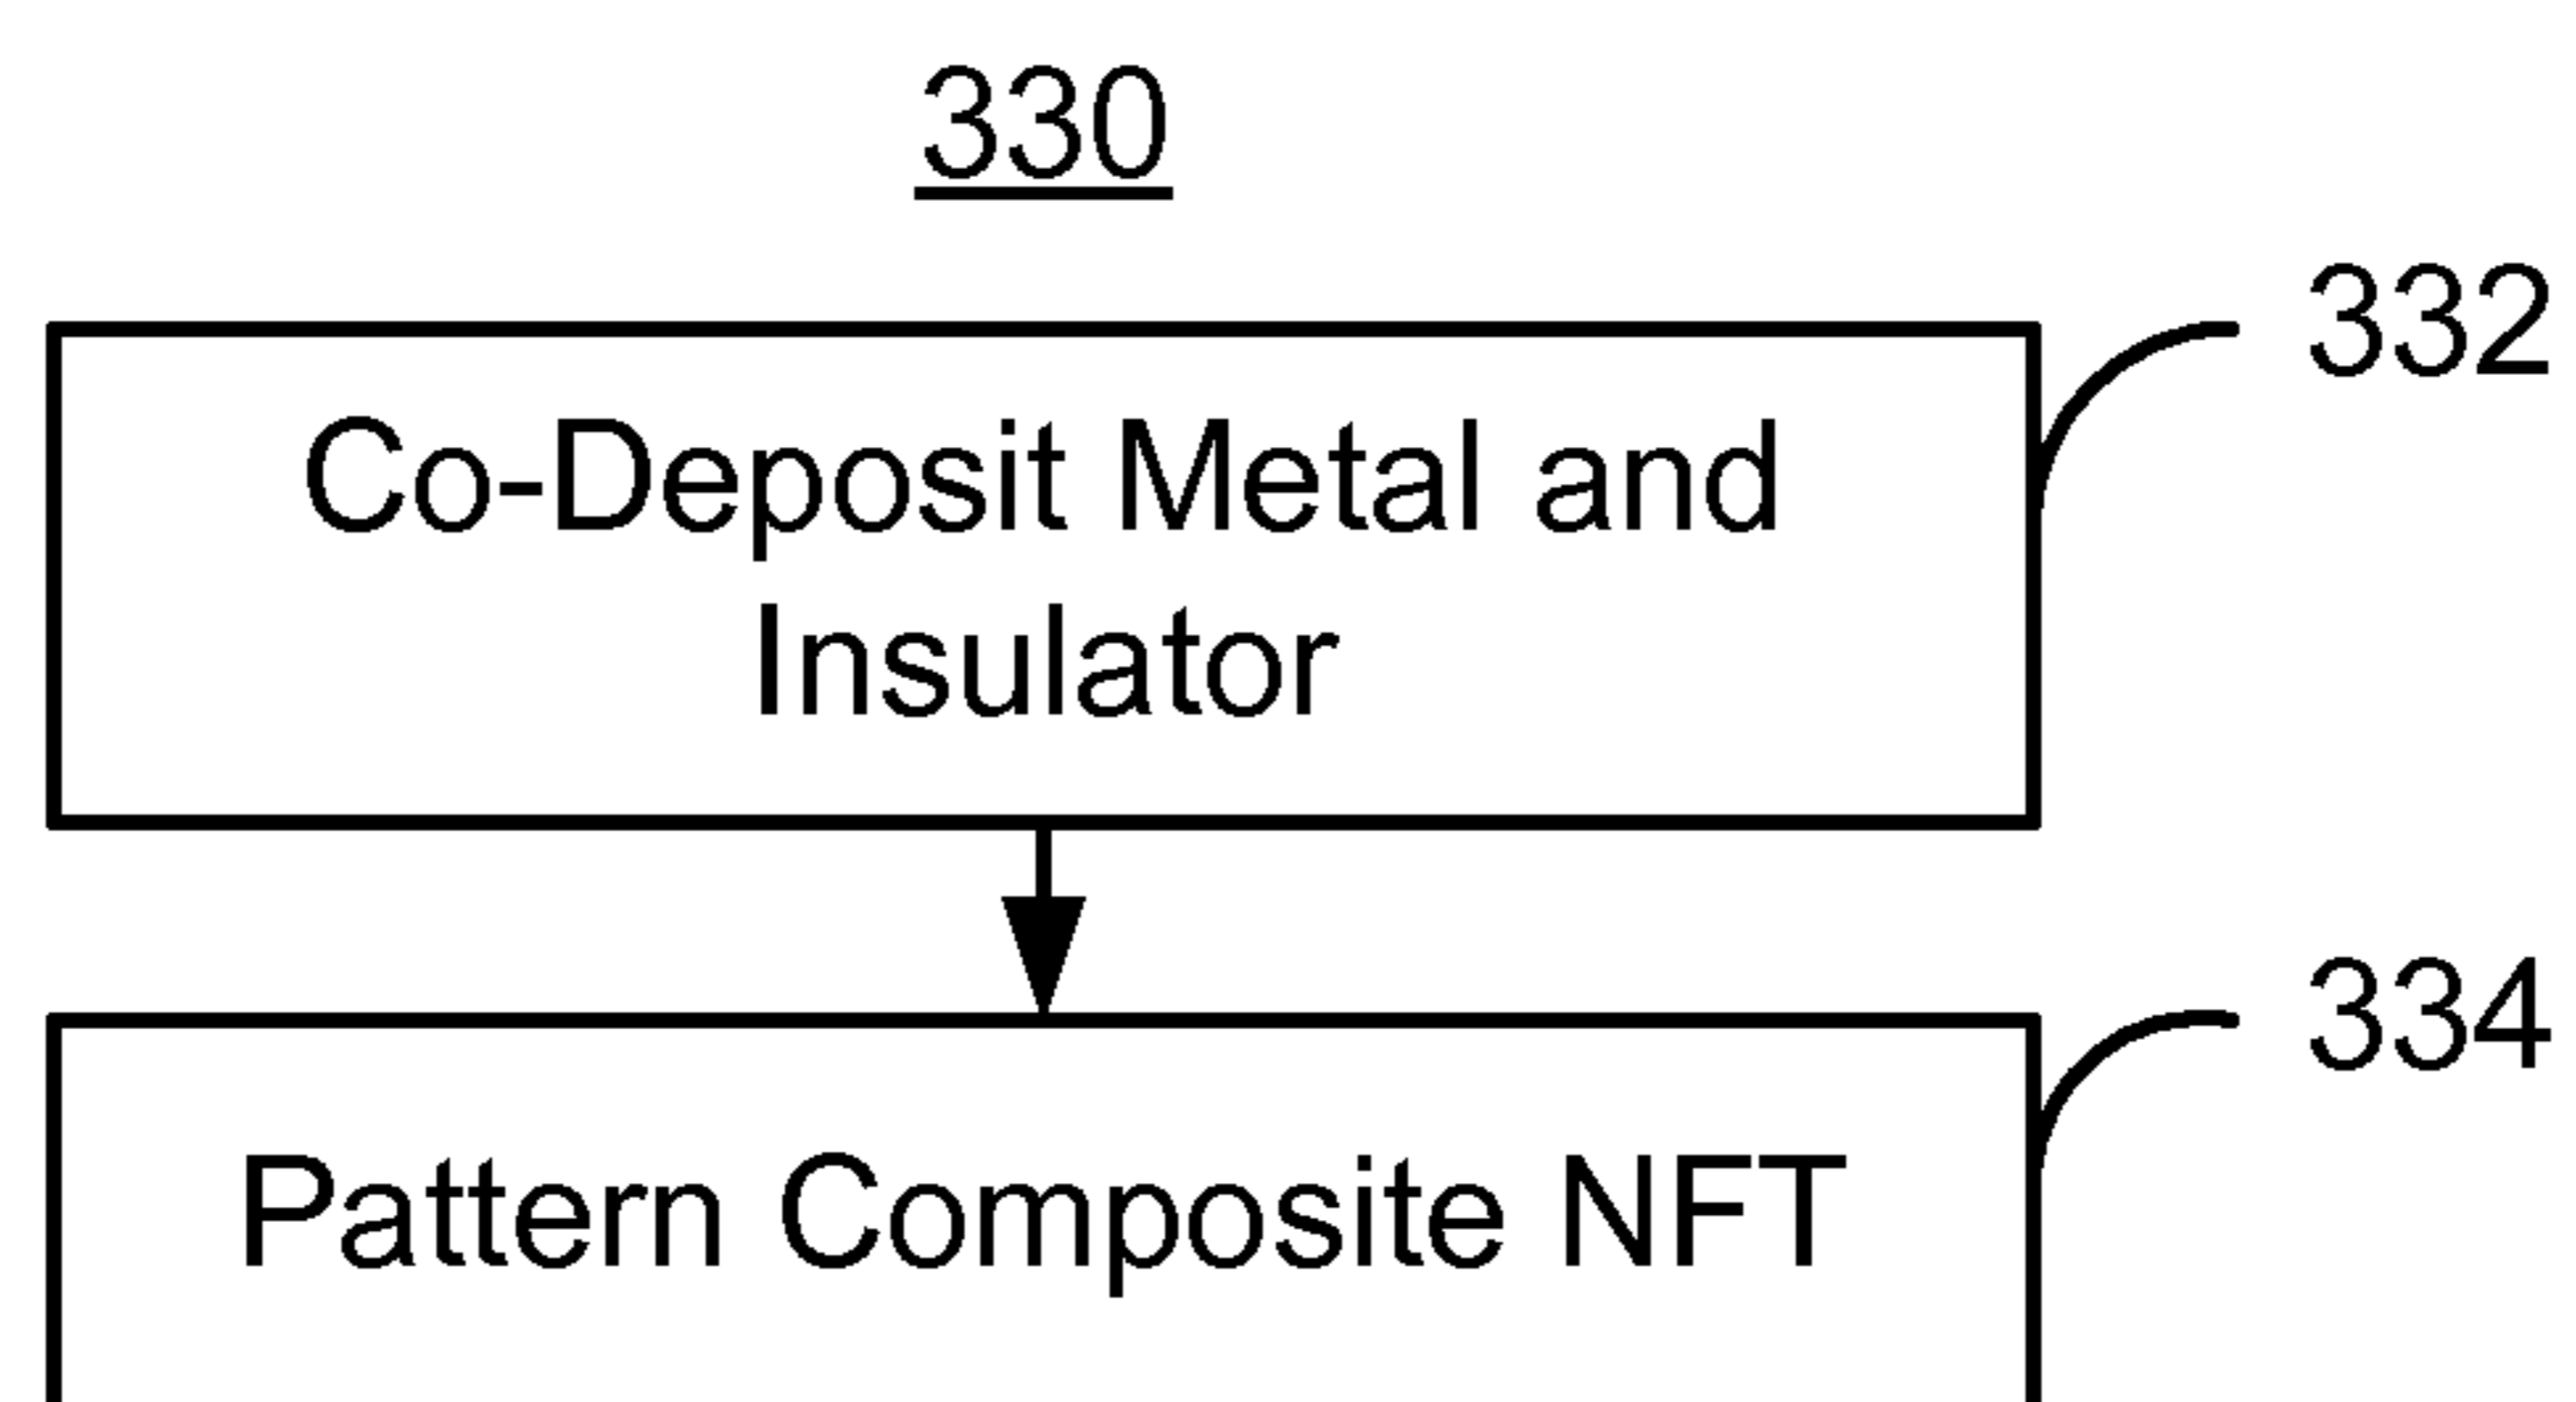 330
332
Co-Deposit Metal and
Insulator
334
Pattern Composite NFT